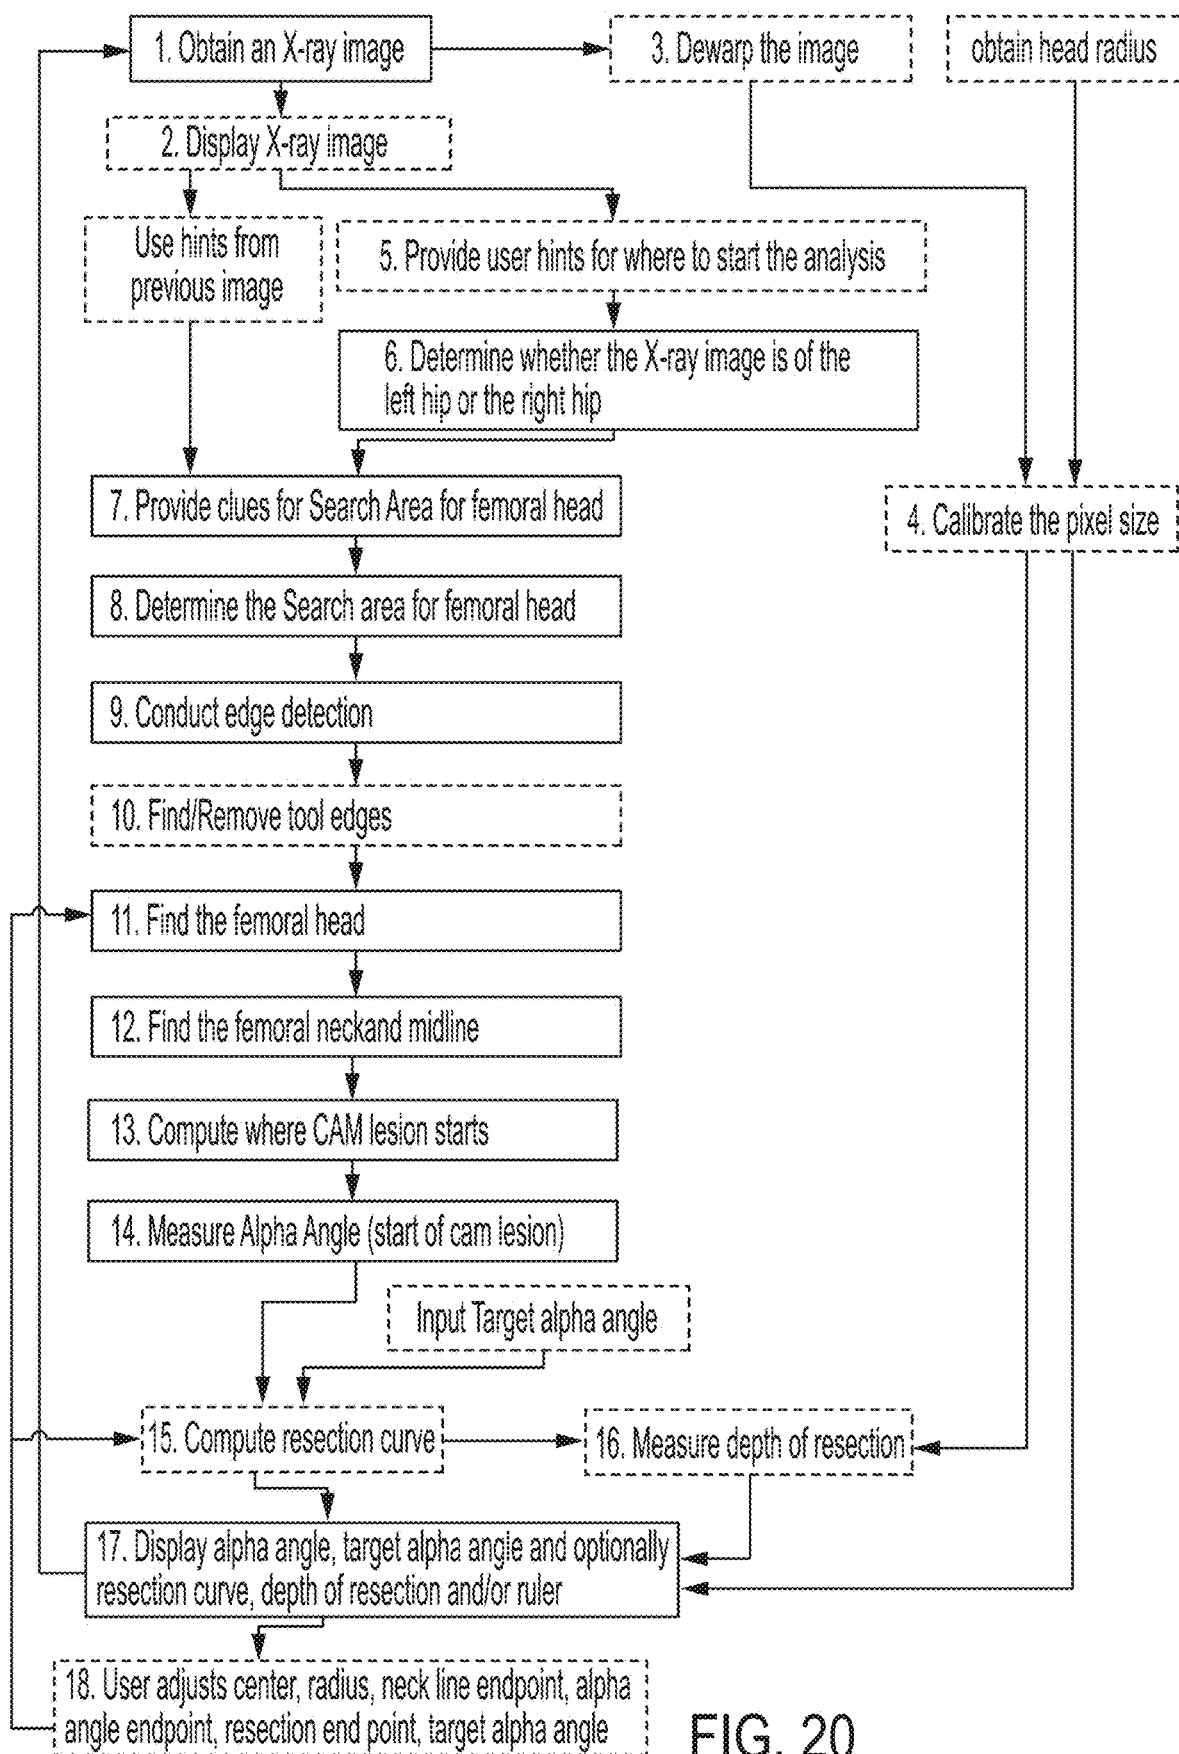 1. Obtain an X-ray image
3. Dewarp the image
obtain head radius
2. Display X-ray image
Use hints from
previous image
5. Provide user hints for where to start the analysis
6. Determine whether the X-ray image is of the
left hip or the right hip
7. Provide clues for Search Area for femoral head
4. Calibrate the pixel size
8. Determine the Search area for femoral head
9. Conduct edge detection
10. Find/Remove tool edges
11. Find the femoral head
12. Find the femoral neckand midline
13. Compute where CAM lesion starts
14. Measure Alpha Angle (start of cam lesion)
Input Target alpha angle
15. Compute resection curve
16. Measure depth of resection
17. Display alpha angle, target alpha angle and optionally
resection curve, depth of resection and/or ruler
18. User adjusts center, radius, neck line endpoint, alpha
angle endpoint, resection end point, target alpha angle
FIG. 20